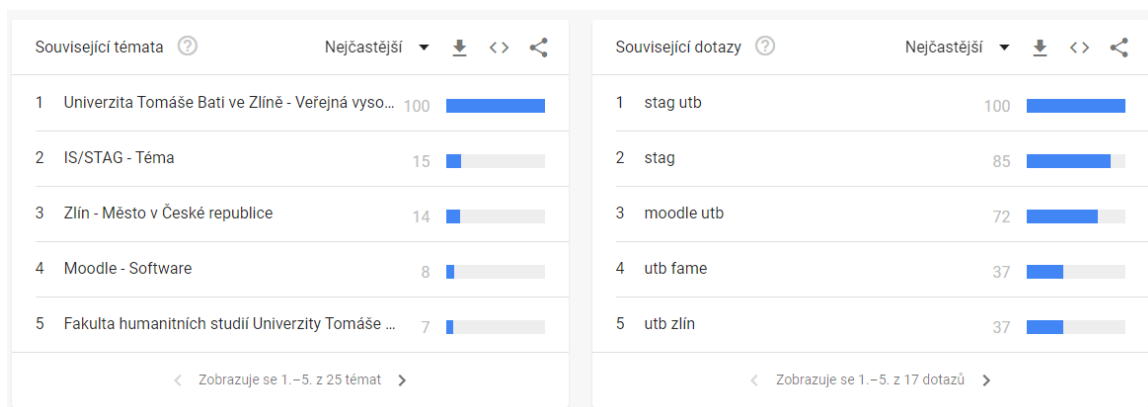 Související témata
Nejčastější
1 Univerzita Tomáše Bati ve Zlíně - Veřejná vyso... 100
2 IS/STAG - Téma 15
3 Zlín - Město v České republice 14
4 Moodle - Software 8
5 Fakulta humanitních studií Univerzity Tomáše ... 7
Zobrazuje se 1.–5. z 25 témat
Související dotazy
Nejčastější
1 stag utb 100
2 stag 85
3 moodle utb 72
4 utb fame 37
5 utb zlín 37
Zobrazuje se 1.–5. z 17 dotazů